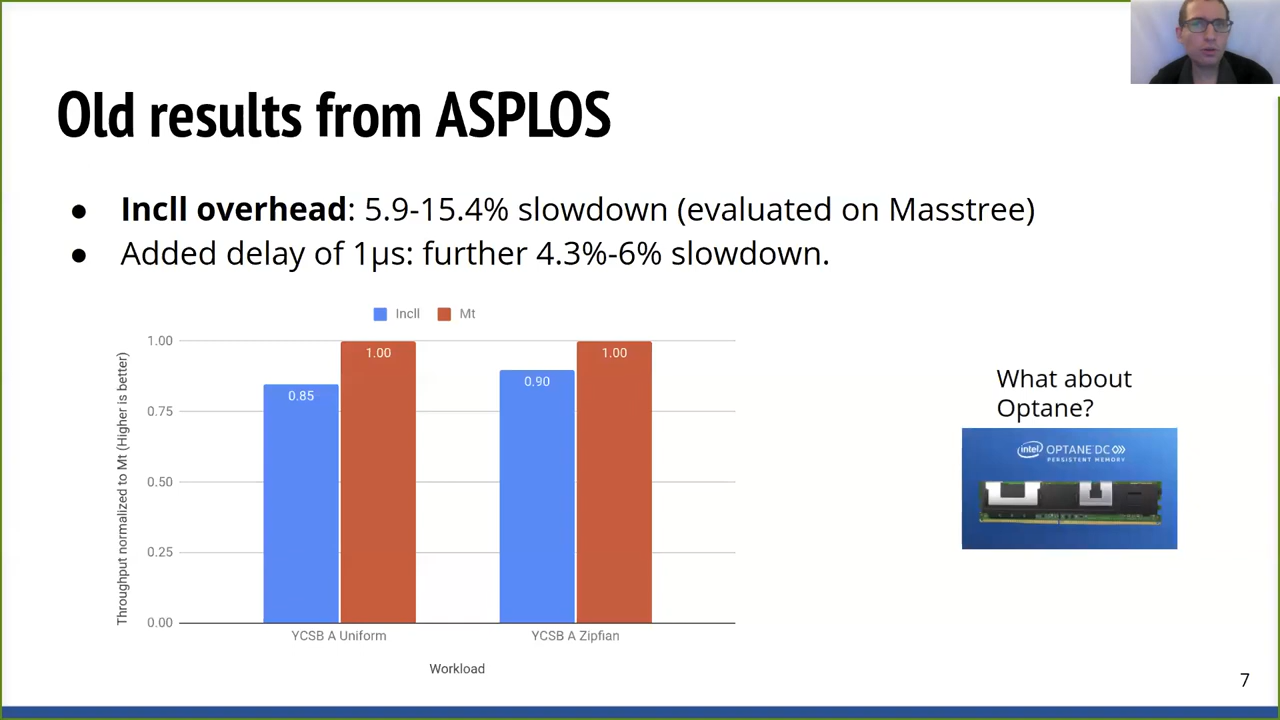 Old results from ASPLOS
● Incll overhead: 5.9-15.4% slowdown (evaluated on Masstree)
● Added delay of 1µs: further 4.3%-6% slowdown.
Incll Mt
Throughput normalized to Mt (Higher is better)
1.00
0.75
0.50
0.25
0.00
0.85
1.00
0.90
1.00
YCSB A Uniform
YCSB A Zipfian
Workload
What about
Optane?
intel OPTANE DC
PERSISTENT MEMORY
7